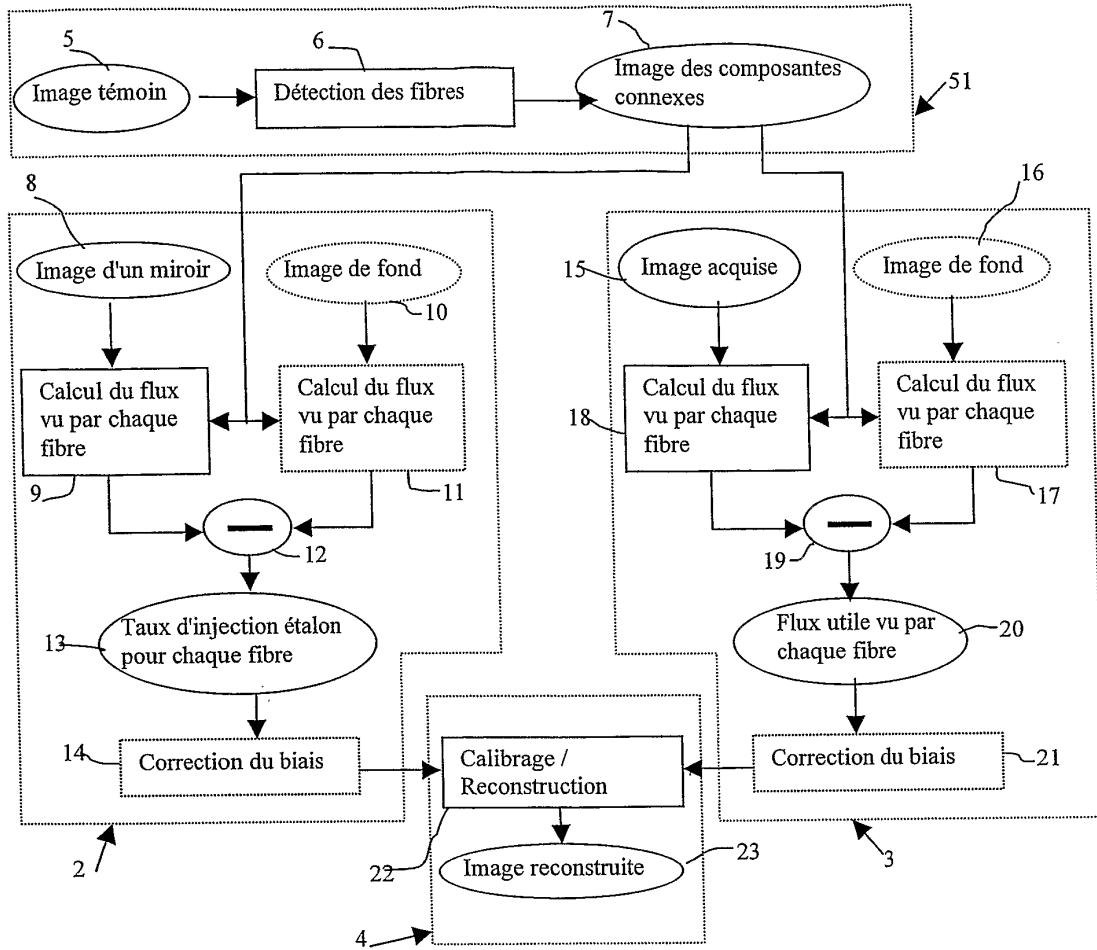 5
6
7
Image témoin
Détection des fibres
Image des composantes
connexes
51
8
16
Image d'un miroir
Image de fond
10
15
Image acquise
Image de fond
Calcul du flux
vu par chaque
fibre
9
Calcul du flux
vu par chaque
fibre
11
18
Calcul du flux
vu par chaque
fibre
Calcul du flux
vu par chaque
fibre
17
12
19
13
Taux d'injection étalon
pour chaque fibre
Flux utile vu par
chaque fibre
20
14
Correction du biais
Calibrage /
Reconstruction
Correction du biais
21
2
22
Image reconstruite
23
3
4